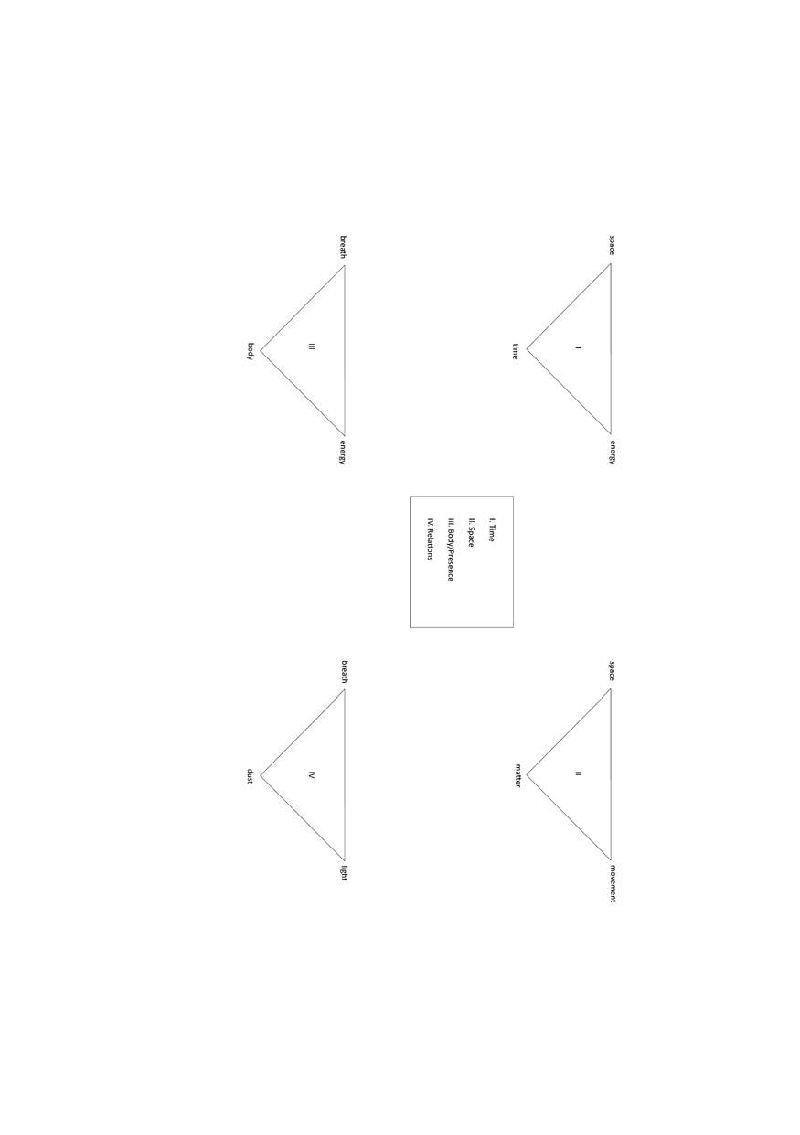 space
energy
I
time
space
movement
II
matter
I. Time
II. Space
III. Body/Presence
IV. Relations
breath
energy
III
body
breath
light
IV
dust